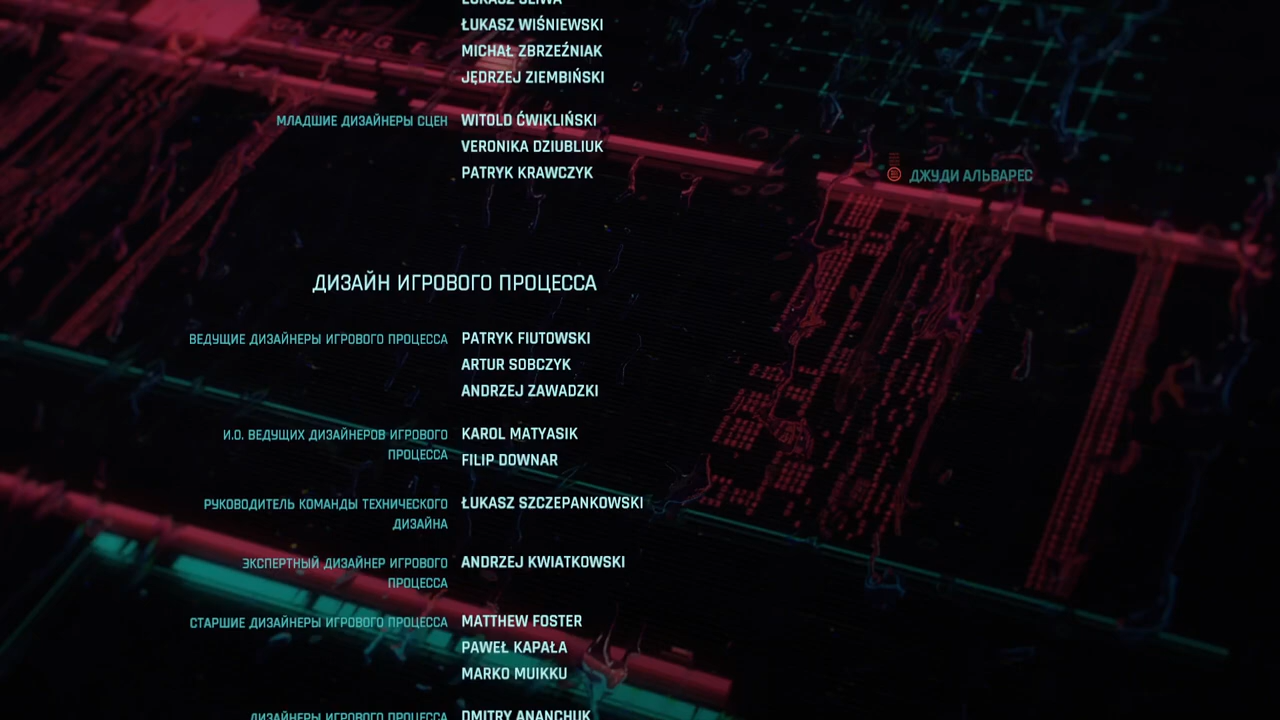 ŁUKASZ WIŚNIEWSKI
MICHAŁ ZBRZEŹNIAK
JĘDRZEJ ZIEMBIŃSKI
МЛАДШИЕ ДИЗАЙНЕРЫ СЦЕН WITOLD ĆWIKLIŃSKI
VERONIKA DZIUBLIUK
PATRYK KRAWCZYK
ДЖУДИ АЛЬВАРЕС
ДИЗАЙН ИГРОВОГО ПРОЦЕССА
ВЕДУЩИЕ ДИЗАЙНЕРЫ ИГРОВОГО ПРОЦЕССА PATRYK FIUTOWSKI
ARTUR SOBCZYK
ANDRZEJ ZAWADZKI
И.О. ВЕДУЩИХ ДИЗАЙНЕРОВ ИГРОВОГО KAROL MATYASIK
ПРОЦЕССА FILIP DOWNAR
РУКОВОДИТЕЛЬ КОМАНДЫ ТЕХНИЧЕСКОГО ŁUKASZ SZCZEPANKOWSKI
ДИЗАЙНА
ЭКСПЕРТНЫЙ ДИЗАЙНЕР ИГРОВОГО ANDRZEJ KWIATKOWSKI
ПРОЦЕССА
СТАРШИЕ ДИЗАЙНЕРЫ ИГРОВОГО ПРОЦЕССА MATTHEW FOSTER
PAWEŁ KAPAŁA
MARKO MUIKKU
ДИЗАЙНЕРЫ ИГРОВОГО ПРОЦЕССА DMITRY ANANCHUK